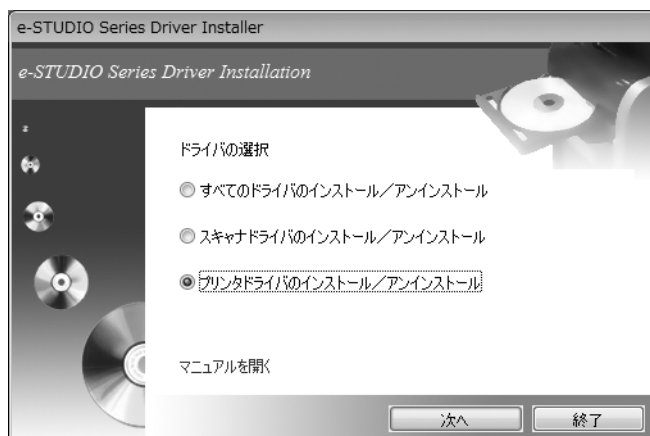 e-STUDIO Series Driver Installer
e-STUDIO Series Driver Installation
ドライバの選択
すべてのドライバのインストール／アンインストール
スキャナドライバのインストール／アンインストール
プリンタドライバのインストール／アンインストール
マニュアルを開く
次へ
終了